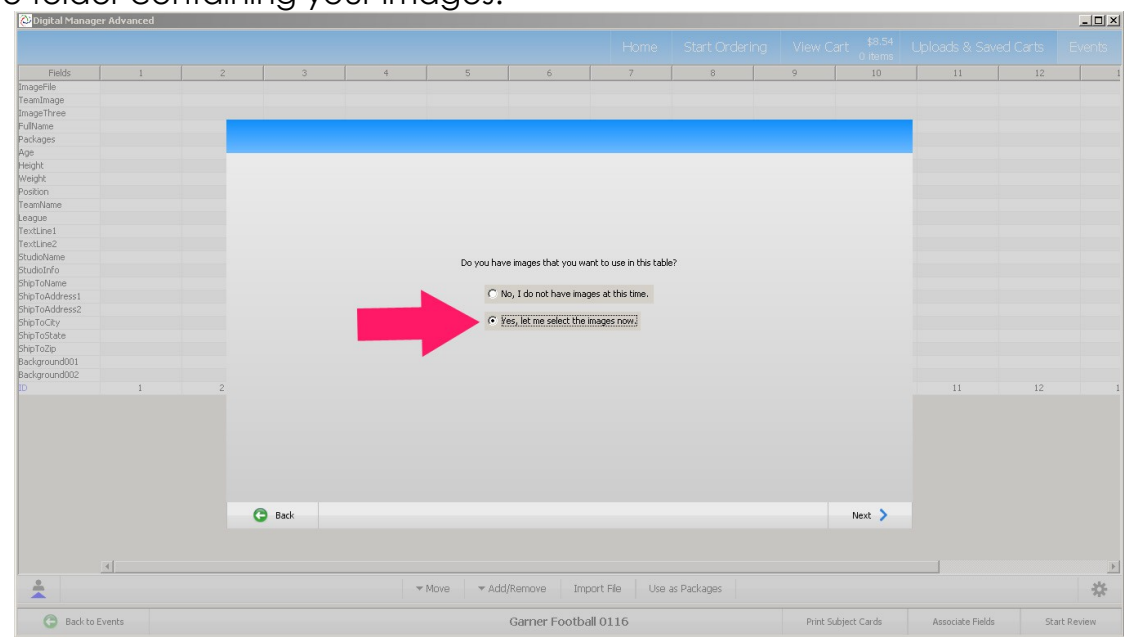 folder containing your images.
Digital Manager Advanced
Home Start Ordering View Cart $8.54 0 items Uploads & Saved Carts Events
Fields 1 2 3 4 5 6 7 8 9 10 11 12 1
ImageFile
TeamImage
ImageThree
FullName
Packages
Age
Height
Weight
Position
TeamName
League
TextLine1
TextLine2
StudioName
StudioInfo
ShipToName
ShipToAddress1
ShipToAddress2
ShipToCity
ShipToState
ShipToZip
Background001
Background002
ID 1 2 11 12 1
Do you have images that you want to use in this table?
No, I do not have images at this time.
Yes, let me select the images now.
Back Next
Move Add/Remove Import File Use as Packages
Back to Events Garner Football 0116 Print Subject Cards Associate Fields Start Review